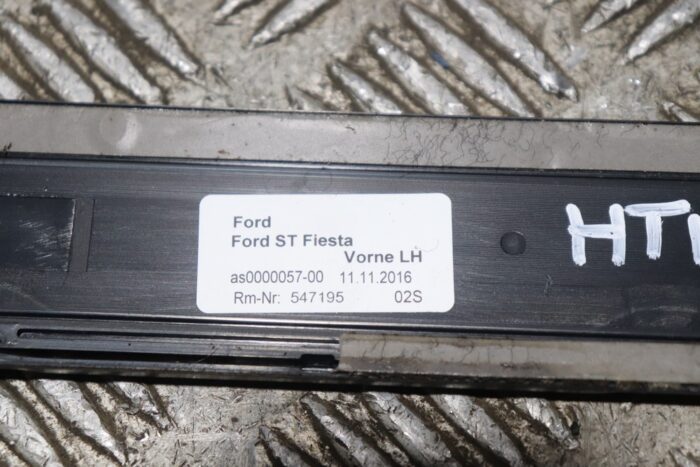 Ford
Ford ST Fiesta
Vorne LH
as0000057-00 11.11.2016
Rm-Nr: 547195 02S